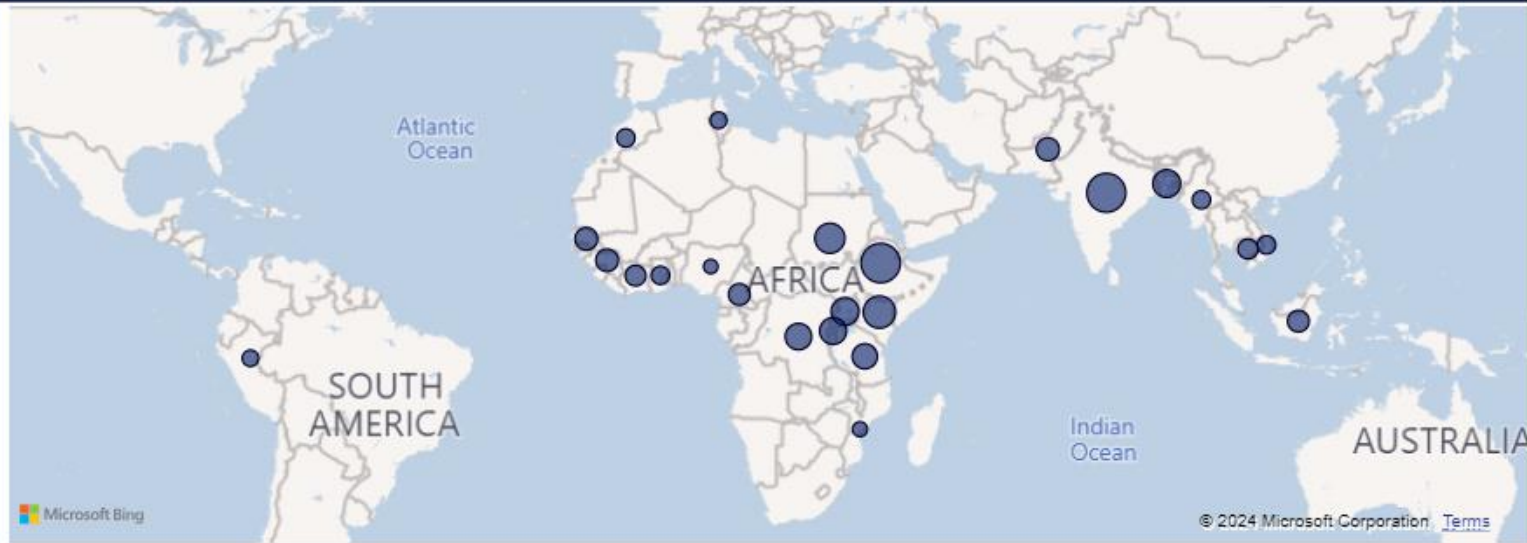 Atlantic
Ocean
AFRICA
SOUTH
AMERICA
Indian
Ocean
AUSTRALIA
Microsoft Bing
© 2024 Microsoft Corporation Terms